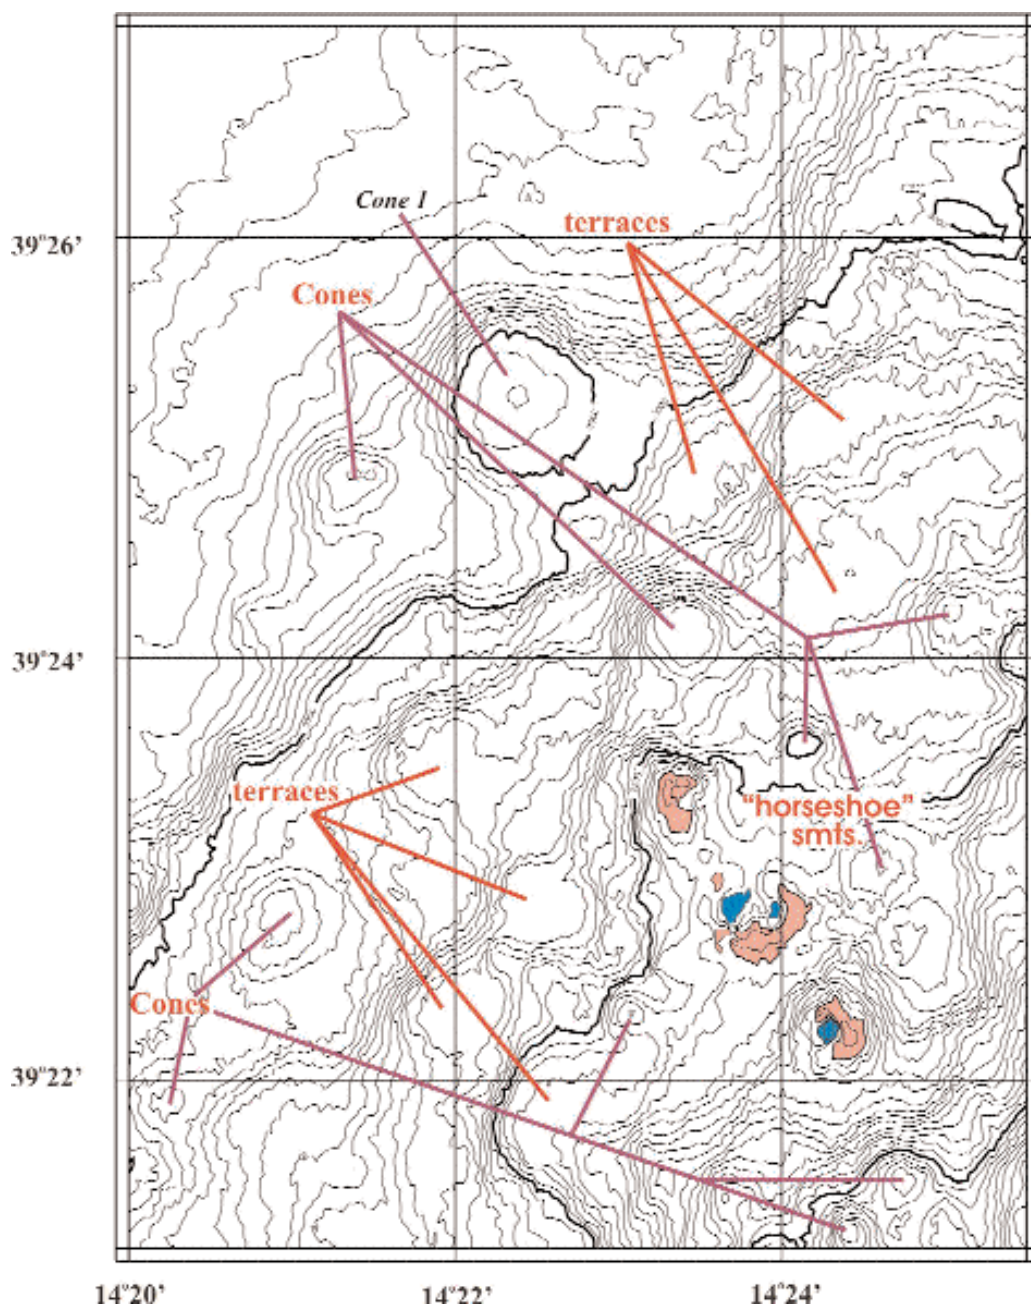 Cone 1
terraces
39°26’
Cones
39°24’
terraces
“horseshoe”
smts.
Cones
39°22’
14°20’
14°22’
14°24’